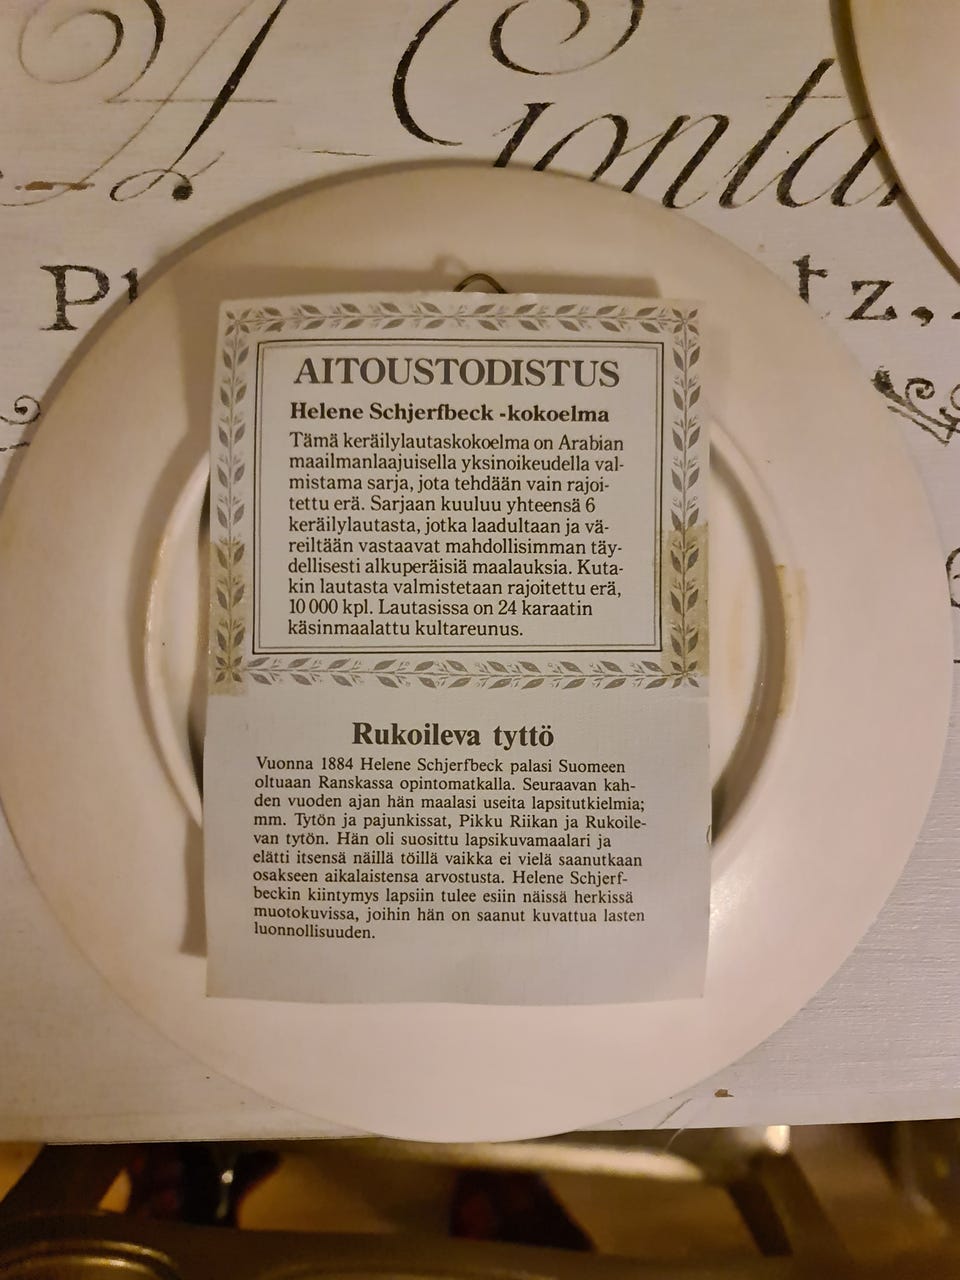 A Gonta
Pl tz,
AITOUSTODISTUS
Helene Schjerfbeck -kokoelma
Tämä keräilylautaskokoelma on Arabian
maailmanlaajuisella yksinoikeudella val-
mistama sarja, jota tehdään vain rajoi-
tettu erä. Sarjaan kuuluu yhteensä 6
keräilylautasta, jotka laadultaan ja vä-
reiltään vastaavat mahdollisimman täy-
dellisesti alkuperäisiä maalauksia. Kuta-
kin lautasta valmistetaan rajoitettu erä,
10 000 kpl. Lautasissa on 24 karaatin
käsinmaalattu kultareunus.
Rukoileva tyttö
Vuonna 1884 Helene Schjerfbeck palasi Suomeen
oltuaan Ranskassa opintomatkalla. Seuraavan kah-
den vuoden ajan hän maalasi useita lapsitutkielmia;
mm. Tytön ja pajunkissat, Pikku Riikan ja Rukoile-
van tytön. Hän oli suosittu lapsikuvamaalari ja
elätti itsensä näillä töillä vaikka ei vielä saanutkaan
osakseen aikalaistensa arvostusta. Helene Schjerf-
beckin kiintymys lapsiin tulee esiin näissä herkissä
muotokuvissa, joihin hän on saanut kuvattua lasten
luonnollisuuden.